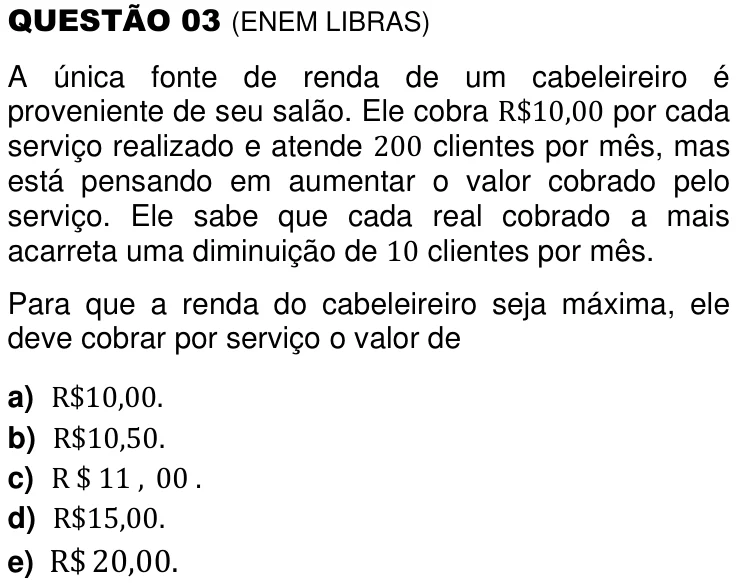 QUESTÃO 03 (ENEM LIBRAS)
A única fonte de renda de um cabeleireiro é
proveniente de seu salão. Ele cobra R$10,00 por cada
serviço realizado e atende 200 clientes por mês, mas
está pensando em aumentar o valor cobrado pelo
serviço. Ele sabe que cada real cobrado a mais
acarreta uma diminuição de 10 clientes por mês.
Para que a renda do cabeleireiro seja máxima, ele
deve cobrar por serviço o valor de
a) R$10,00.
b) R$10,50.
c) R $ 11 , 00 .
d) R$15,00.
e) R$ 20,00.